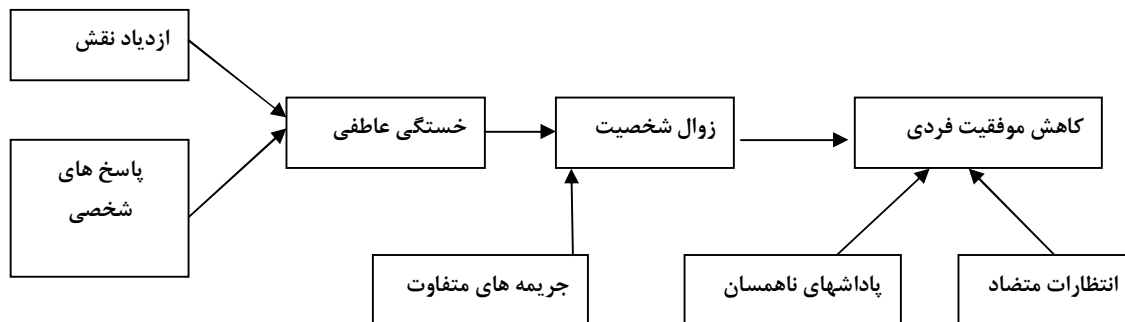 ازدیاد نقش
خستگی عاطفی
زوال شخصیت
کاهش موفقیت فردی
پاسخ های
شخصی
جریمه های متفاوت
پاداشهای ناهمسان
انتظارات متضاد